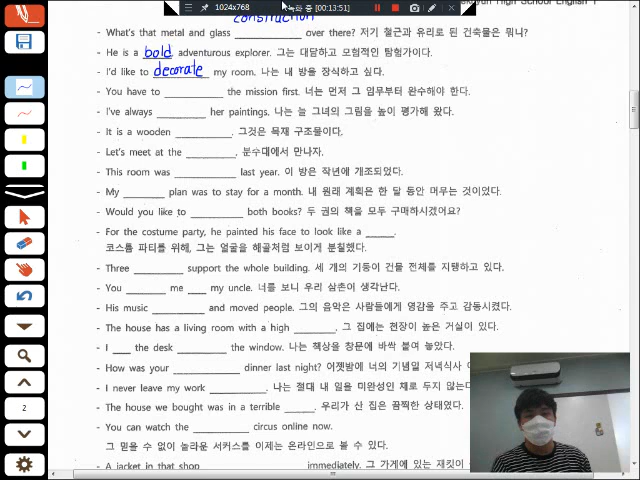 1024x768
녹화 중 [00:13:51]
High School English I
construction
- What's that metal and glass ____________ over there? 저기 철근과 유리로 된 건축물은 뭐니?
- He is a bold adventurous explorer. 그는 대담하고 모험적인 탐험가이다.
- I'd like to decorate my room. 나는 내 방을 장식하고 싶다.
- You have to ___________ the mission first. 너는 먼저 그 임무부터 완수해야 한다.
- I've always _________ her paintings. 나는 늘 그녀의 그림을 높이 평가해 왔다.
- It is a wooden __________. 그것은 목재 구조물이다.
- Let's meet at the _________. 분수대에서 만나자.
- This room was ___________ last year. 이 방은 작년에 개조되었다.
- My ________ plan was to stay for a month. 내 원래 계획은 한 달 동안 머무는 것이었다.
- Would you like to _________ both books? 두 권의 책을 모두 구매하시겠어요?
- For the costume party, he painted his face to look like a _____.
코스튬 파티를 위해, 그는 얼굴을 해골처럼 보이게 분칠했다.
- Three _________ support the whole building. 세 개의 기둥이 건물 전체를 지탱하고 있다.
- You _________ me ___ my uncle. 너를 보니 우리 삼촌이 생각난다.
- His music _________ and moved people. 그의 음악은 사람들에게 영감을 주고 감동시켰다.
- The house has a living room with a high _______. 그 집에는 천장이 높은 거실이 있다.
- I ___ the desk _________ the window. 나는 책상을 창문에 바싹 붙여 놓았다.
- How was your ____________ dinner last night? 어젯밤에 너의 기념일 저녁식사
- I never leave my work __________. 나는 절대 내 일을 미완성인 채로 두지 않는다
- The house we bought was in a terrible _____. 우리가 산 집은 끔찍한 상태였다.
- You can watch the __________ circus online now.
그 믿을 수 없이 놀라운 서커스를 이제는 온라인으로 볼 수 있다.
- A jacket in that shop __________________ immediately. 그 가게에 있는 재킷이
2